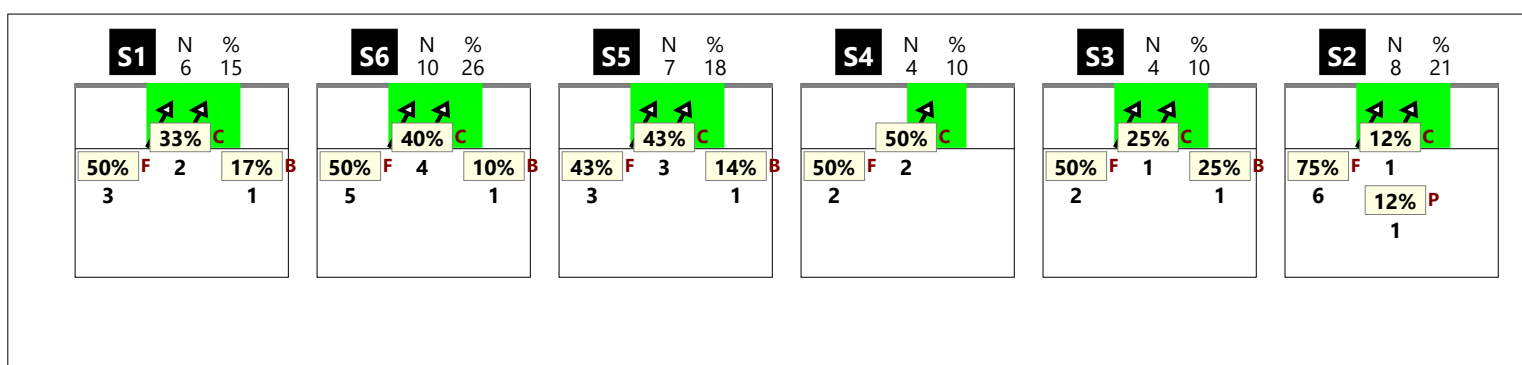 S1 N % S6 N % S5 N % S4 N % S3 N % S2 N %
6 15 10 26 7 18 4 10 4 10 8 21
33% C 40% C 43% C 50% C 25% C 12% C
50% F 2 17% B 50% F 4 10% B 43% F 3 14% B 50% F 2 50% F 1 25% B 75% F 1
3 1 5 1 3 1 2 2 1 6 12% P
1